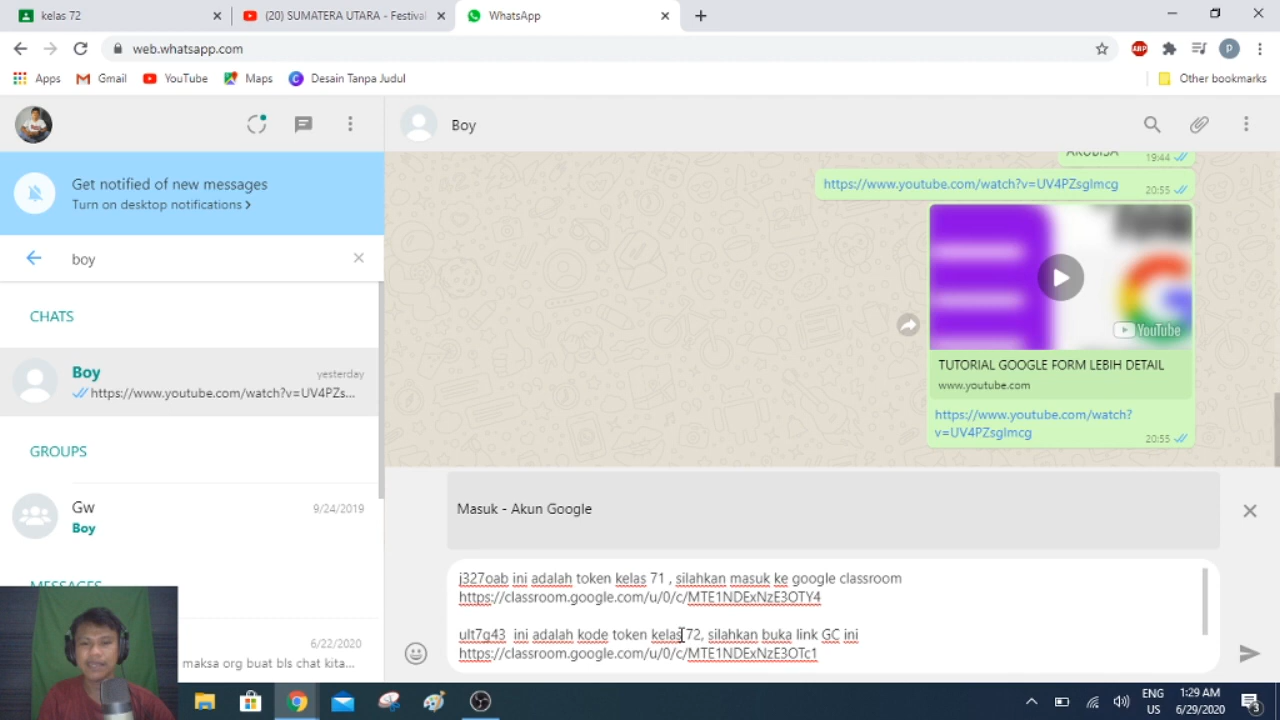 kelas 72
(20) SUMATERA UTARA - Festival
WhatsApp
web.whatsapp.com
ABP
P
Apps
Gmail
YouTube
Maps
Desain Tanpa Judul
Other bookmarks
Boy
Get notified of new messages
Turn on desktop notifications >
boy
CHATS
Boy
yesterday
https://www.youtube.com/watch?v=UV4PZs...
GROUPS
Gw
9/24/2019
Boy
MESSAGES
6/22/2020
maksa org buat bls chat kita...
AKUBISA
19:44
https://www.youtube.com/watch?v=UV4PZsglmcg
20:55
YouTube
TUTORIAL GOOGLE FORM LEBIH DETAIL
www.youtube.com
https://www.youtube.com/watch?
v=UV4PZsglmcg
20:55
Masuk - Akun Google
j327oab ini adalah token kelas 71 , silahkan masuk ke google classroom
https://classroom.google.com/u/0/c/MTE1NDExNzE3OTY4
ult7g43 ini adalah kode token kelas 72, silahkan buka link GC ini
https://classroom.google.com/u/0/c/MTE1NDExNzE3OTc1
ENG
US
1:29 AM
6/29/2020
3